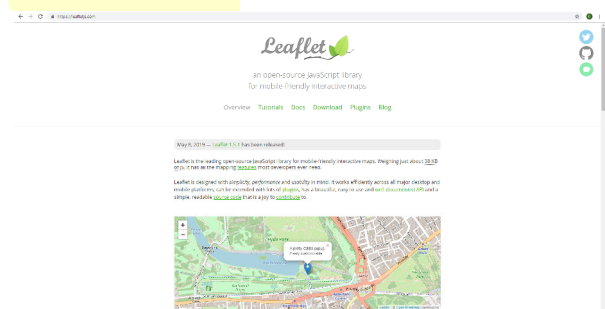 https://leafletjs.com
Leaflet
an open-source JavaScript library
for mobile-friendly interactive maps
Overview Tutorials Docs Download Plugins Blog
May 8, 2019 — Leaflet 1.5.1 has been released!
Leaflet is the leading open-source JavaScript library for mobile-friendly interactive maps. Weighing just about 38 KB
of JS, it has all the mapping features most developers ever need.
Leaflet is designed with simplicity, performance and usability in mind. It works efficiently across all major desktop and
mobile platforms, can be extended with lots of plugins, has a beautiful, easy to use and well-documented API and a
simple, readable source code that is a joy to contribute to.
+
−
A pretty CSS3 popup.
Easily customizable.